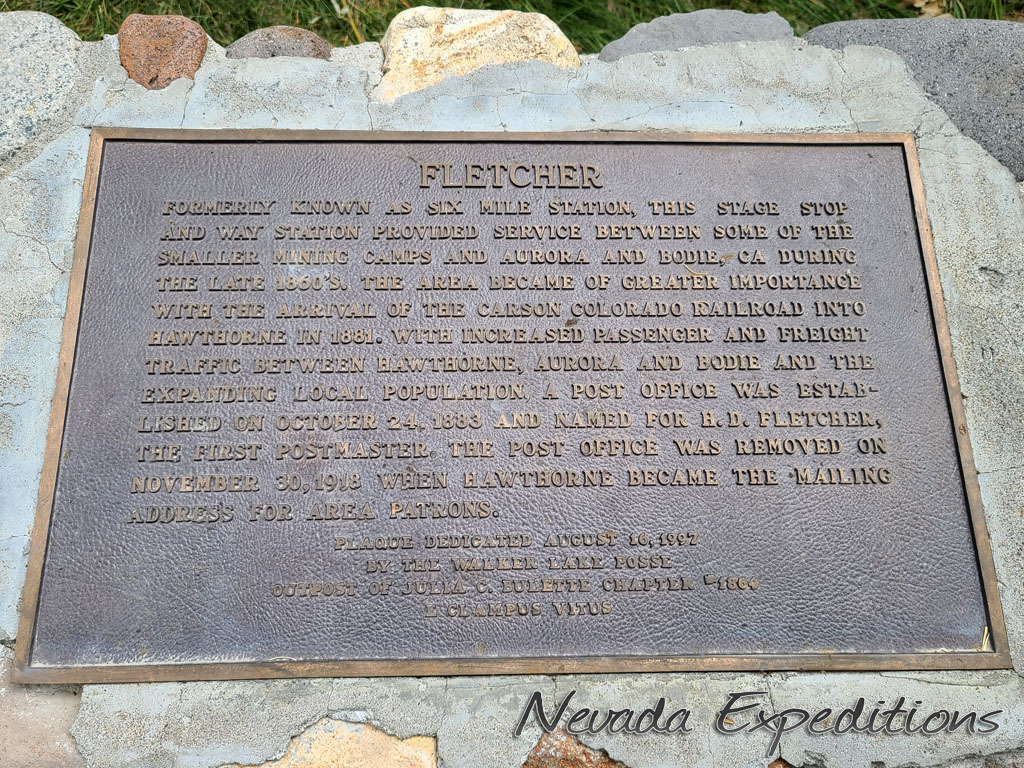 FLETCHER
FORMERLY KNOWN AS SIX MILE STATION, THIS STAGE STOP
AND WAY STATION PROVIDED SERVICE BETWEEN SOME OF THE
SMALLER MINING CAMPS AND AURORA AND BODIE, CA DURING
THE LATE 1860'S. THE AREA BECAME OF GREATER IMPORTANCE
WITH THE ARRIVAL OF THE CARSON COLORADO RAILROAD INTO
HAWTHORNE IN 1881. WITH INCREASED PASSENGER AND FREIGHT
TRAFFIC BETWEEN HAWTHORNE, AURORA AND BODIE AND THE
EXPANDING LOCAL POPULATION, A POST OFFICE WAS ESTAB-
LISHED ON OCTOBER 24, 1883 AND NAMED FOR H. D. FLETCHER,
THE FIRST POSTMASTER. THE POST OFFICE WAS REMOVED ON
NOVEMBER 30, 1918 WHEN HAWTHORNE BECAME THE MAILING
ADDRESS FOR AREA PATRONS.
PLAQUE DEDICATED AUGUST 16, 1997
BY THE WALKER LAKE POSSE
OUTPOST OF JULIA C. BULETTE CHAPTER #1864
E CLAMPUS VITUS
Nevada Expeditions